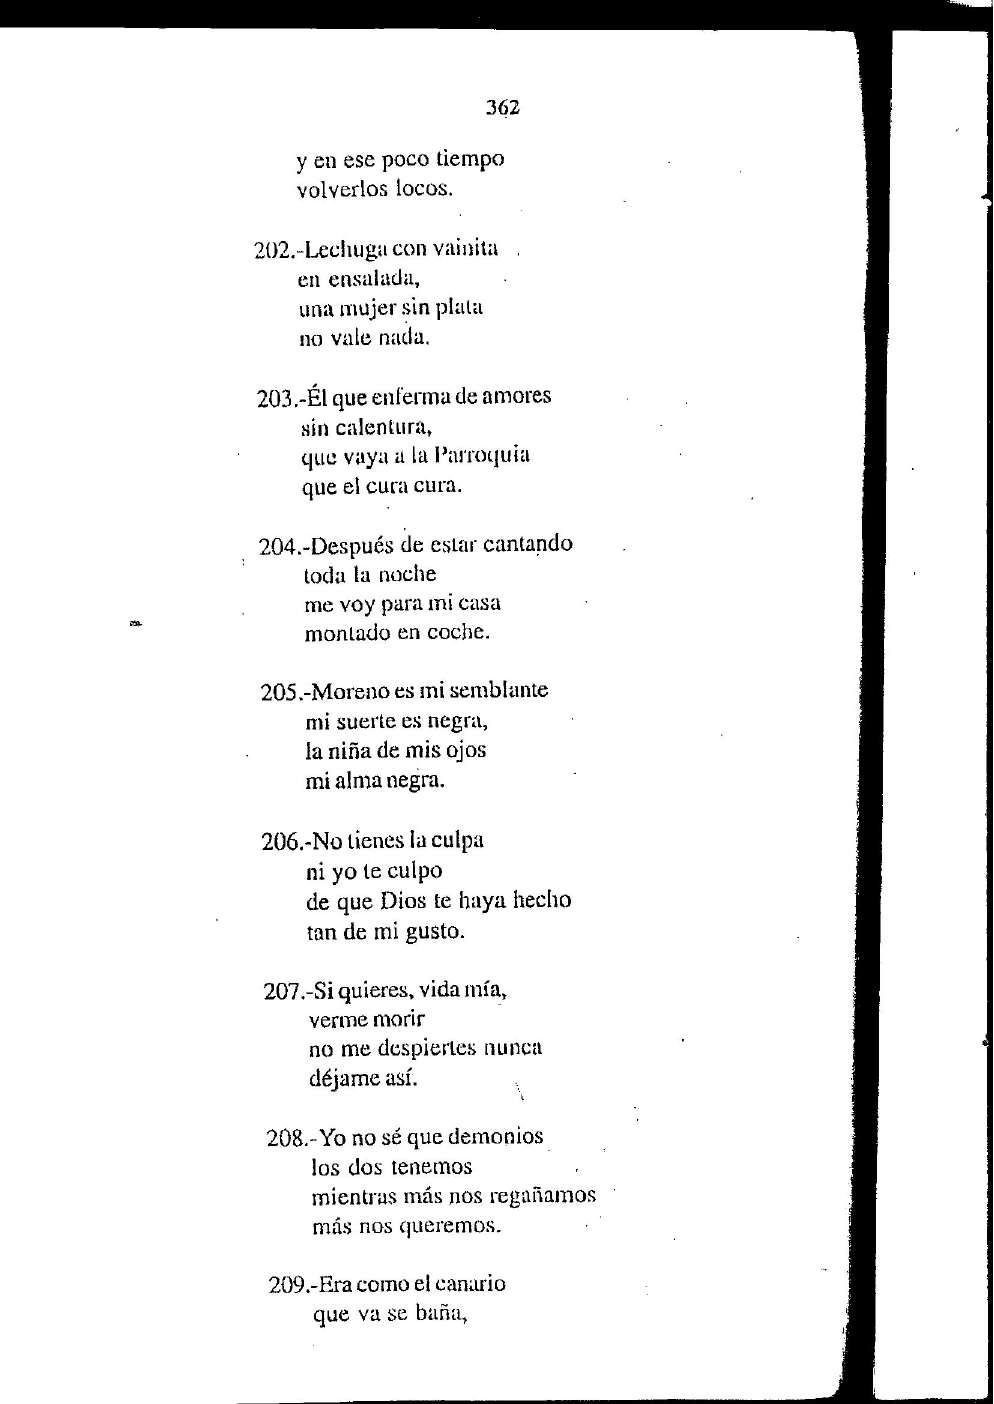 362
y en ese poco tiempo
volverlos locos.
202.-Lechuga con vainita
en ensalada,
una mujer sin plata
no vale nada.
203.-Él que enferma de amores
sin calentura,
que vaya a la Parroquia
que el cura cura.
204.-Después de estar cantando
toda la noche
me voy para mi casa
montado en coche.
205.-Moreno es mi semblante
mi suerte es negra,
la niña de mis ojos
mi alma negra.
206.-No tienes la culpa
ni yo te culpo
de que Dios te haya hecho
tan de mi gusto.
207.-Si quieres, vida mía,
verme morir
no me despiertes nunca
déjame así.
208.-Yo no sé que demonios
los dos tenemos
mientras más nos regañamos
más nos queremos.
209.-Era como el canario
que va se baña,